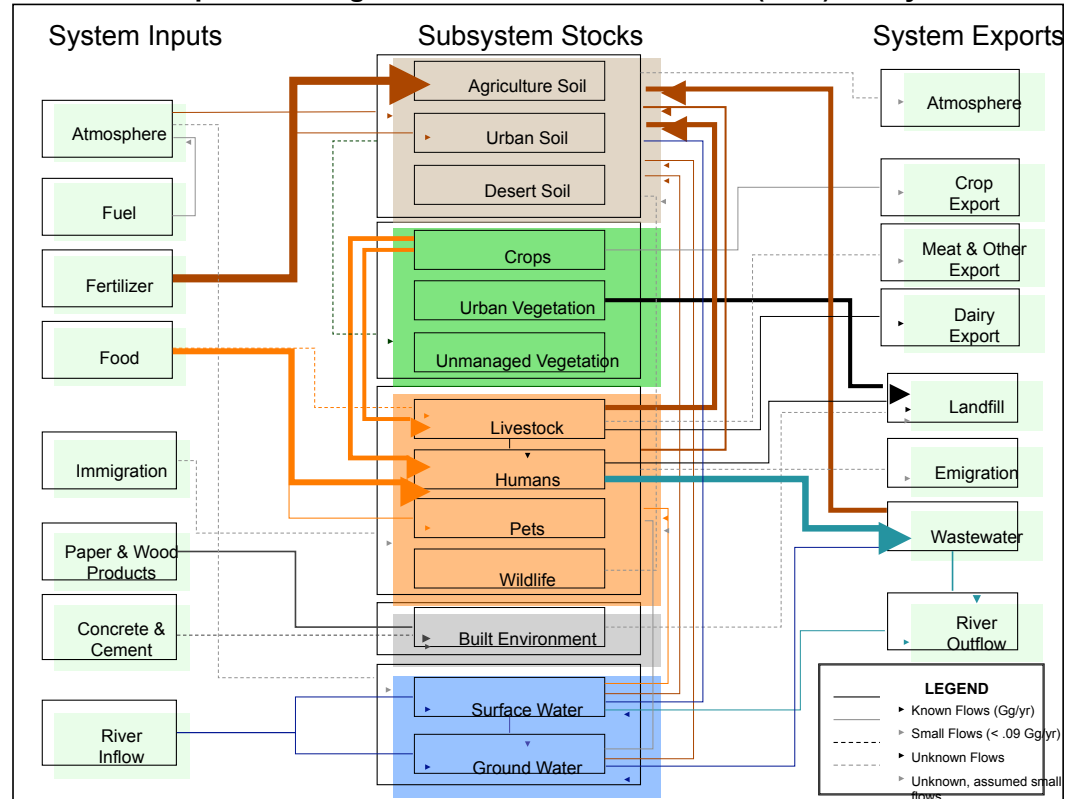 System Inputs
Subsystem Stocks
System Exports
Atmosphere
Fuel
Fertilizer
Food
Immigration
Paper & Wood
Products
Concrete &
Cement
River
Inflow
Agriculture Soil
Urban Soil
Desert Soil
Crops
Urban Vegetation
Unmanaged Vegetation
Livestock
Humans
Pets
Wildlife
Built Environment
Surface Water
Ground Water
Atmosphere
Crop
Export
Meat & Other
Export
Dairy
Export
Landfill
Emigration
Wastewater
River
Outflow
LEGEND
Known Flows (Gg/yr)
Small Flows (< .09 Gg/yr)
Unknown Flows
Unknown, assumed small
flows